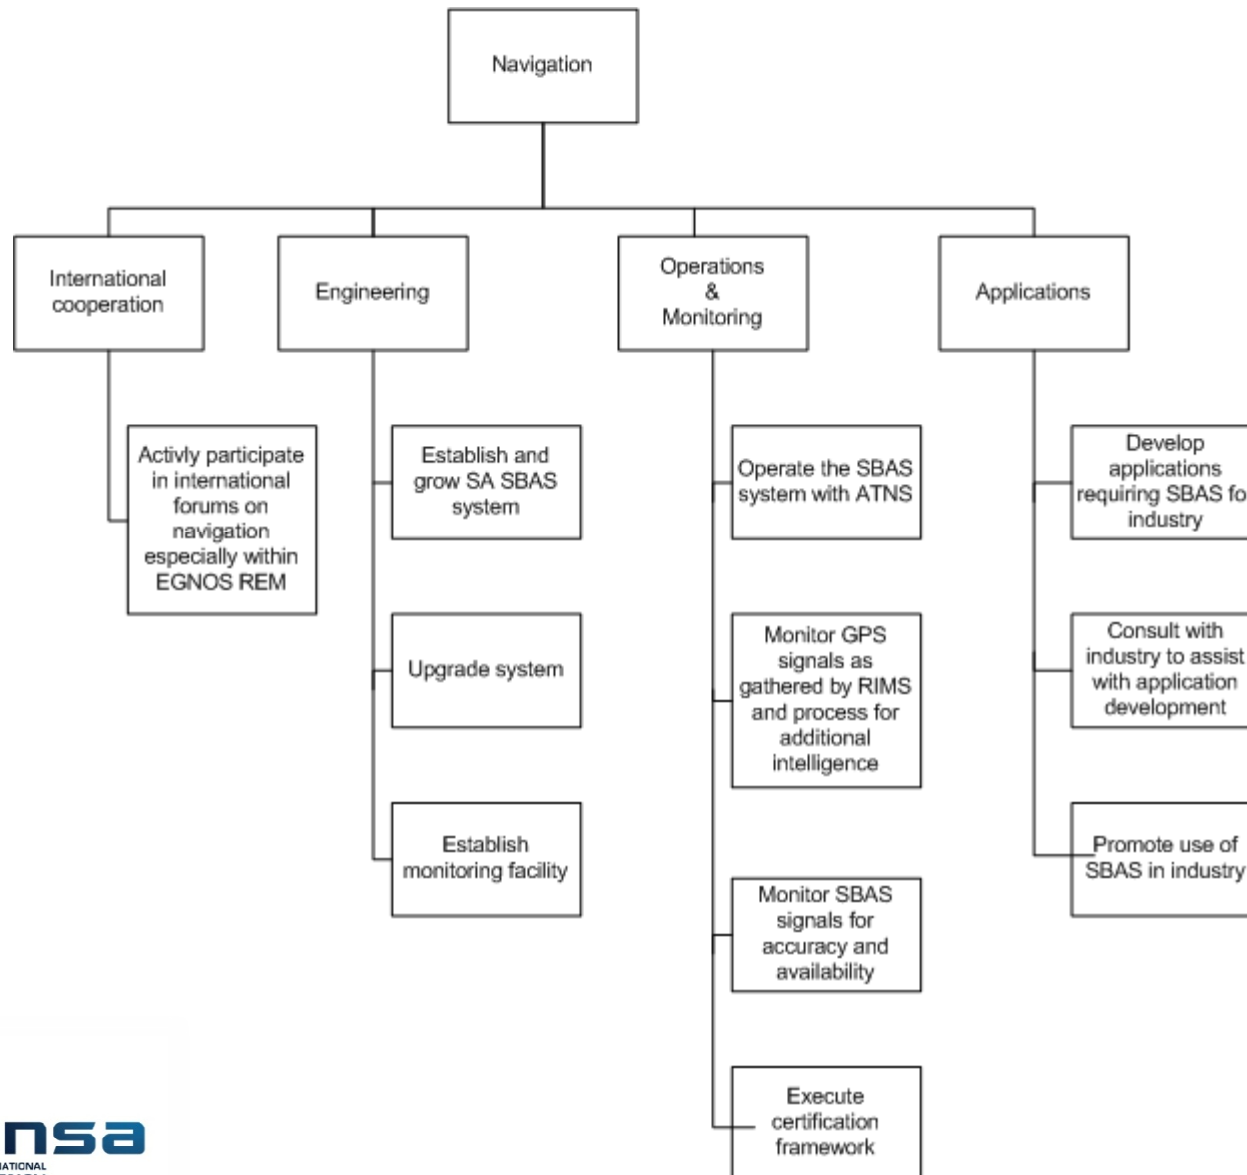 Navigation
International
cooperation
Engineering
Operations
&
Monitoring
Applications
Activly participate
in international
forums on
navigation
especially within
EGNOS REM
Establish and
grow SA SBAS
system
Upgrade system
Establish
monitoring facility
Operate the SBAS
system with ATNS
Monitor GPS
signals as
gathered by RIMS
and process for
additional
intelligence
Monitor SBAS
signals for
accuracy and
availability
Execute
certification
framework
Develop
applications
requiring SBAS fo
industry
Consult with
industry to assist
with application
development
Promote use of
SBAS in industry
nsa